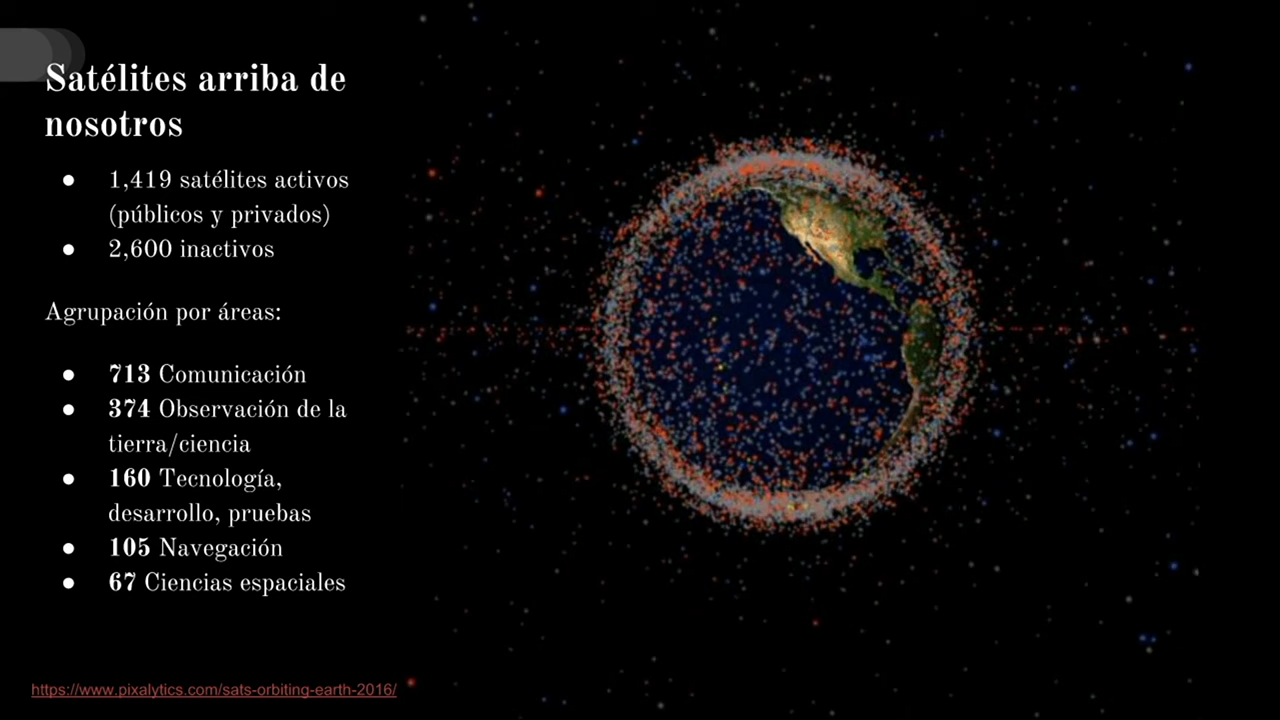 Satélites arriba de
nosotros
● 1,419 satélites activos
(públicos y privados)
● 2,600 inactivos
Agrupación por áreas:
● 713 Comunicación
● 374 Observación de la
tierra/ciencia
● 160 Tecnología,
desarrollo, pruebas
● 105 Navegación
● 67 Ciencias espaciales
https://www.pixalytics.com/sats-orbiting-earth-2016/